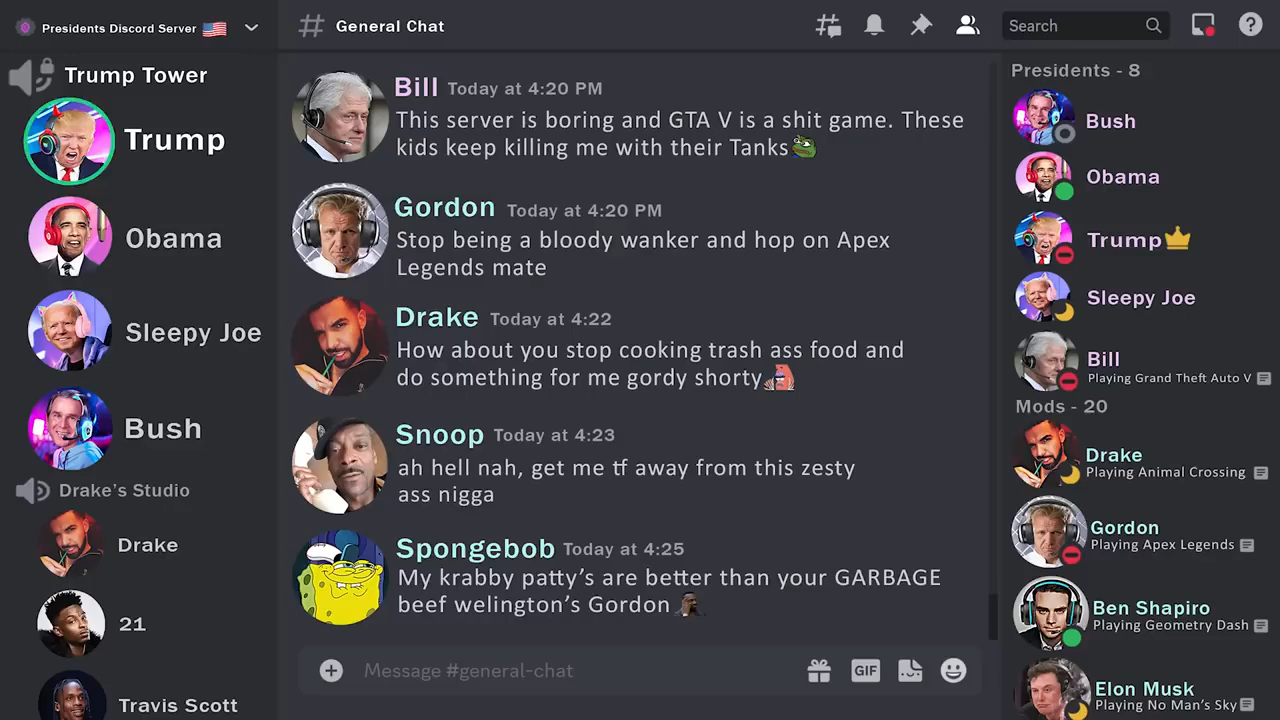 Presidents Discord Server
General Chat
Search
Trump Tower
Trump
Obama
Sleepy Joe
Bush
Drake's Studio
Drake
21
Travis Scott
Bill Today at 4:20 PM
This server is boring and GTA V is a shit game. These
kids keep killing me with their Tanks
Gordon Today at 4:20 PM
Stop being a bloody wanker and hop on Apex
Legends mate
Drake Today at 4:22
How about you stop cooking trash ass food and
do something for me gordy shorty
Snoop Today at 4:23
ah hell nah, get me tf away from this zesty
ass nigga
Spongebob Today at 4:25
My krabby patty's are better than your GARBAGE
beef welington's Gordon
Message #general-chat
GIF
Presidents - 8
Bush
Obama
Trump
Sleepy Joe
Bill
Playing Grand Theft Auto V
Mods - 20
Drake
Playing Animal Crossing
Gordon
Playing Apex Legends
Ben Shapiro
Playing Geometry Dash
Elon Musk
Playing No Man's Sky